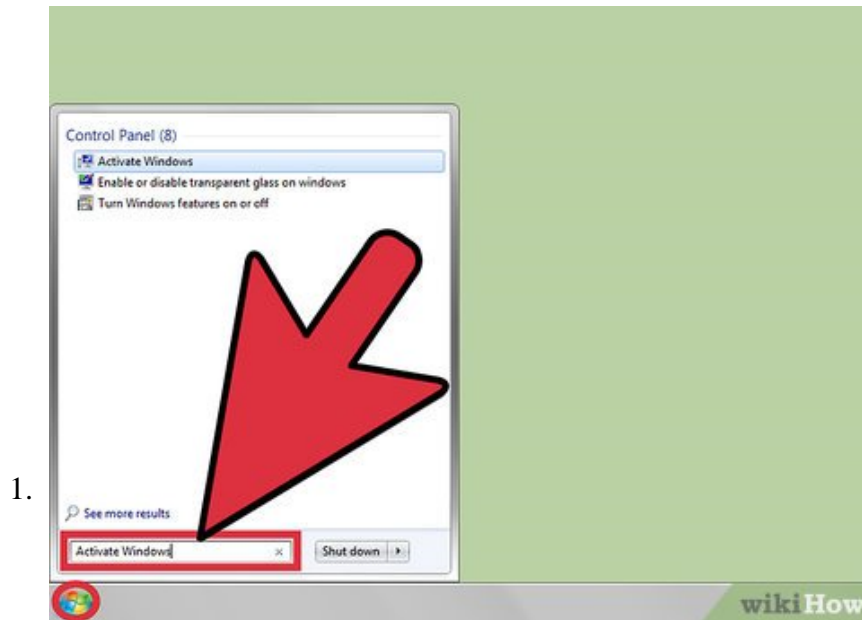 Control Panel (8)
Activate Windows
Enable or disable transparent glass on windows
Turn Windows features on or off
1.
See more results
Activate Windows
Shut down
wikiHow